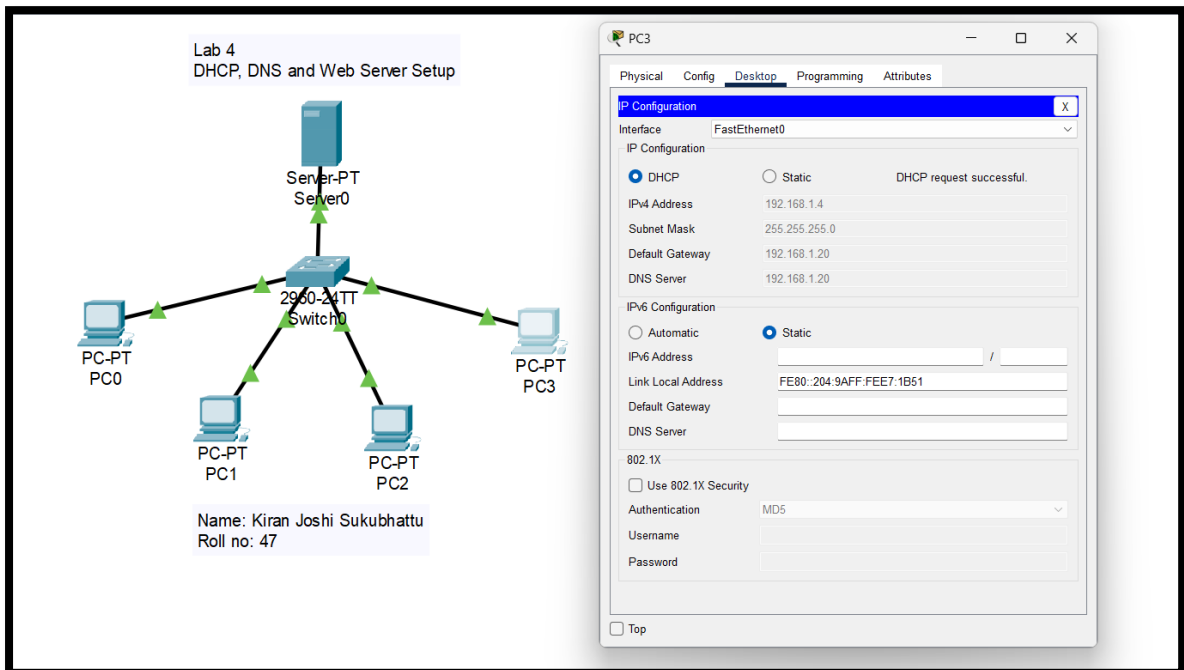 Lab 4
DHCP, DNS and Web Server Setup
Server-PT
Server0
2960-24TT
Switch0
PC-PT
PC0
PC-PT
PC1
PC-PT
PC2
PC-PT
PC3
Name: Kiran Joshi Sukubhattu
Roll no: 47
PC3
Physical Config Desktop Programming Attributes
IP Configuration X
Interface FastEthernet0
IP Configuration
DHCP Static DHCP request successful.
IPv4 Address 192.168.1.4
Subnet Mask 255.255.255.0
Default Gateway 192.168.1.20
DNS Server 192.168.1.20
IPv6 Configuration
Automatic Static
IPv6 Address /
Link Local Address FE80::204:9AFF:FEE7:1B51
Default Gateway
DNS Server
802.1X
Use 802.1X Security
Authentication MD5
Username
Password
Top